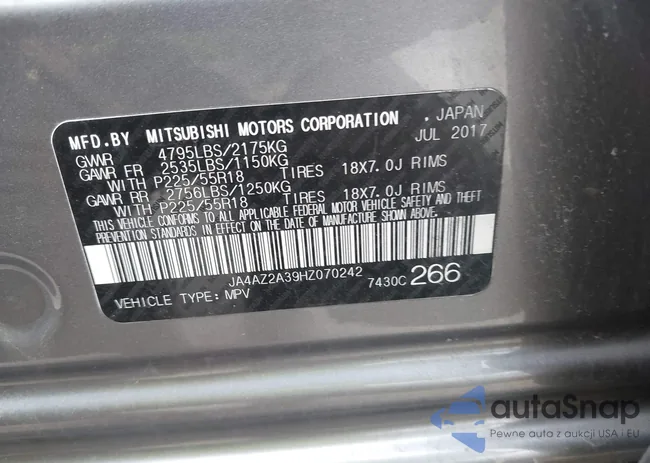 MFD.BY MITSUBISHI MOTORS CORPORATION . JAPAN
GVWR 4795LBS/2175KG JUL 2017
GAWR FR 2535LBS/1150KG
WITH P225/55R18 TIRES 18X7.0J RIMS
GAWR RR 2756LBS/1250KG
WITH P225/55R18 TIRES 18X7.0J RIMS
THIS VEHICLE CONFORMS TO ALL APPLICABLE FEDERAL MOTOR VEHICLE SAFETY AND THEFT
PREVENTION STANDARDS IN EFFECT ON THE DATE OF MANUFACTURE SHOWN ABOVE.
JA4AZ2A39HZ070242
VEHICLE TYPE: MPV 7430C 266
autaSnap
Pewne auta z aukcji USA i EU